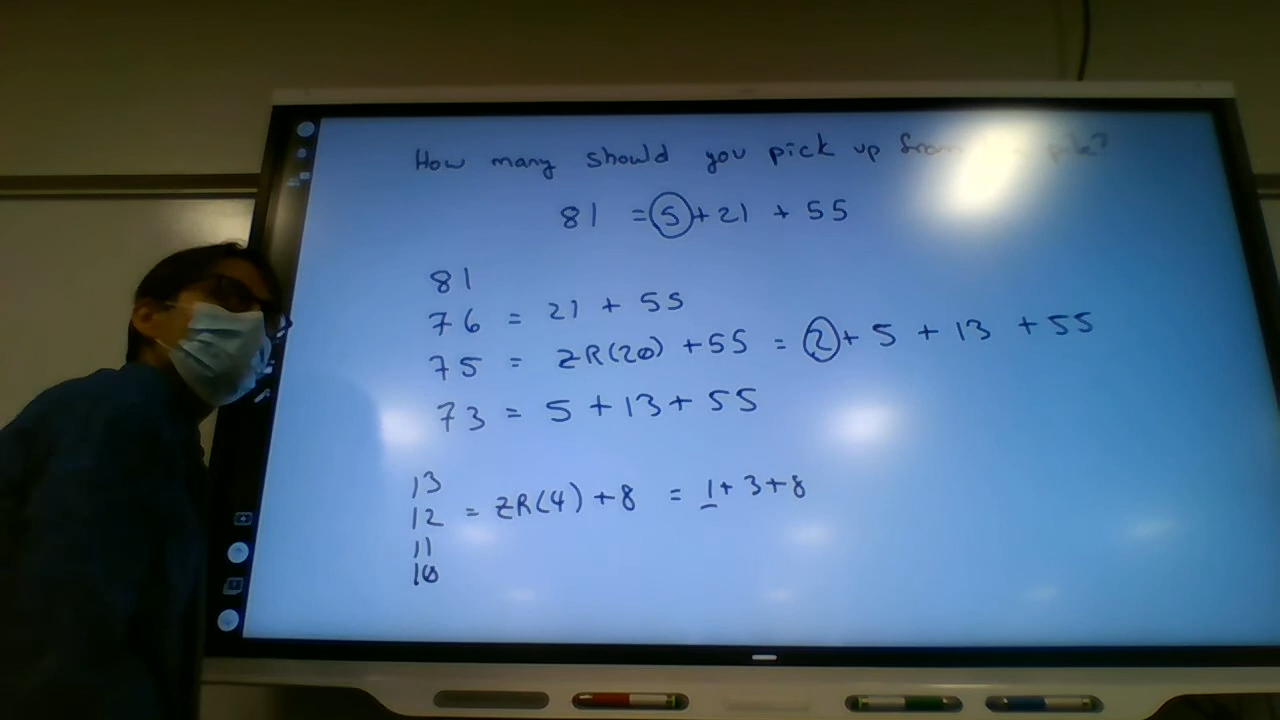 How many should you pick up from pile?
81 = 5 + 21 + 55
81
76 = 21 + 55
75 = ZR(20) + 55 = 2 + 5 + 13 + 55
73 = 5 + 13 + 55
13
12 = ZR(4) + 8 = 1 + 3 + 8
11
10